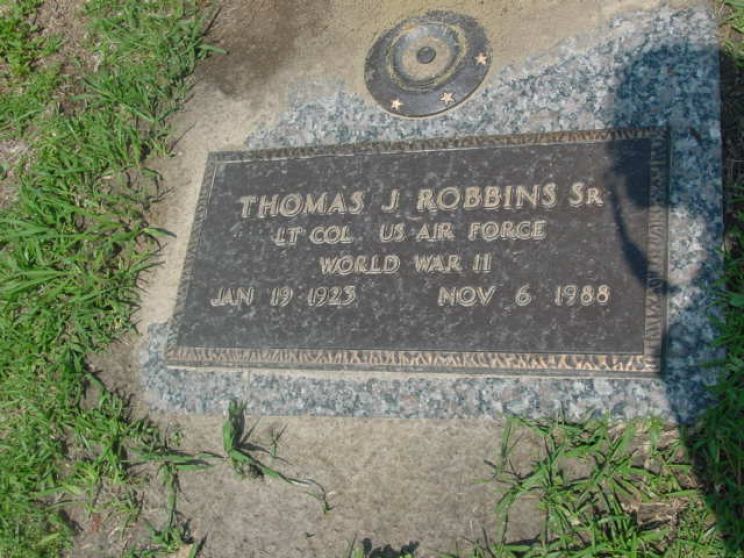 THOMAS J ROBBINS SR
LT COL US AIR FORCE
WORLD WAR II
JAN 19 1923 NOV 6 1988